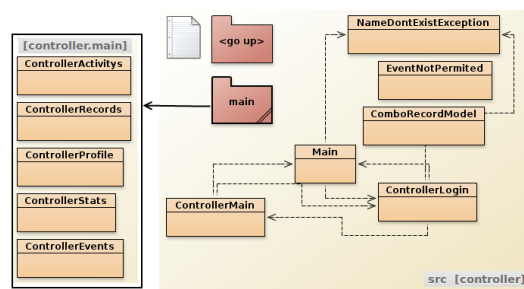 [controller.main]
ControllerActivitys
ControllerRecords
ControllerProfile
ControllerStats
ControllerEvents
<go up>
main
NameDontExistException
EventNotPermited
ComboRecordModel
Main
ControllerLogin
ControllerMain
src [controller]